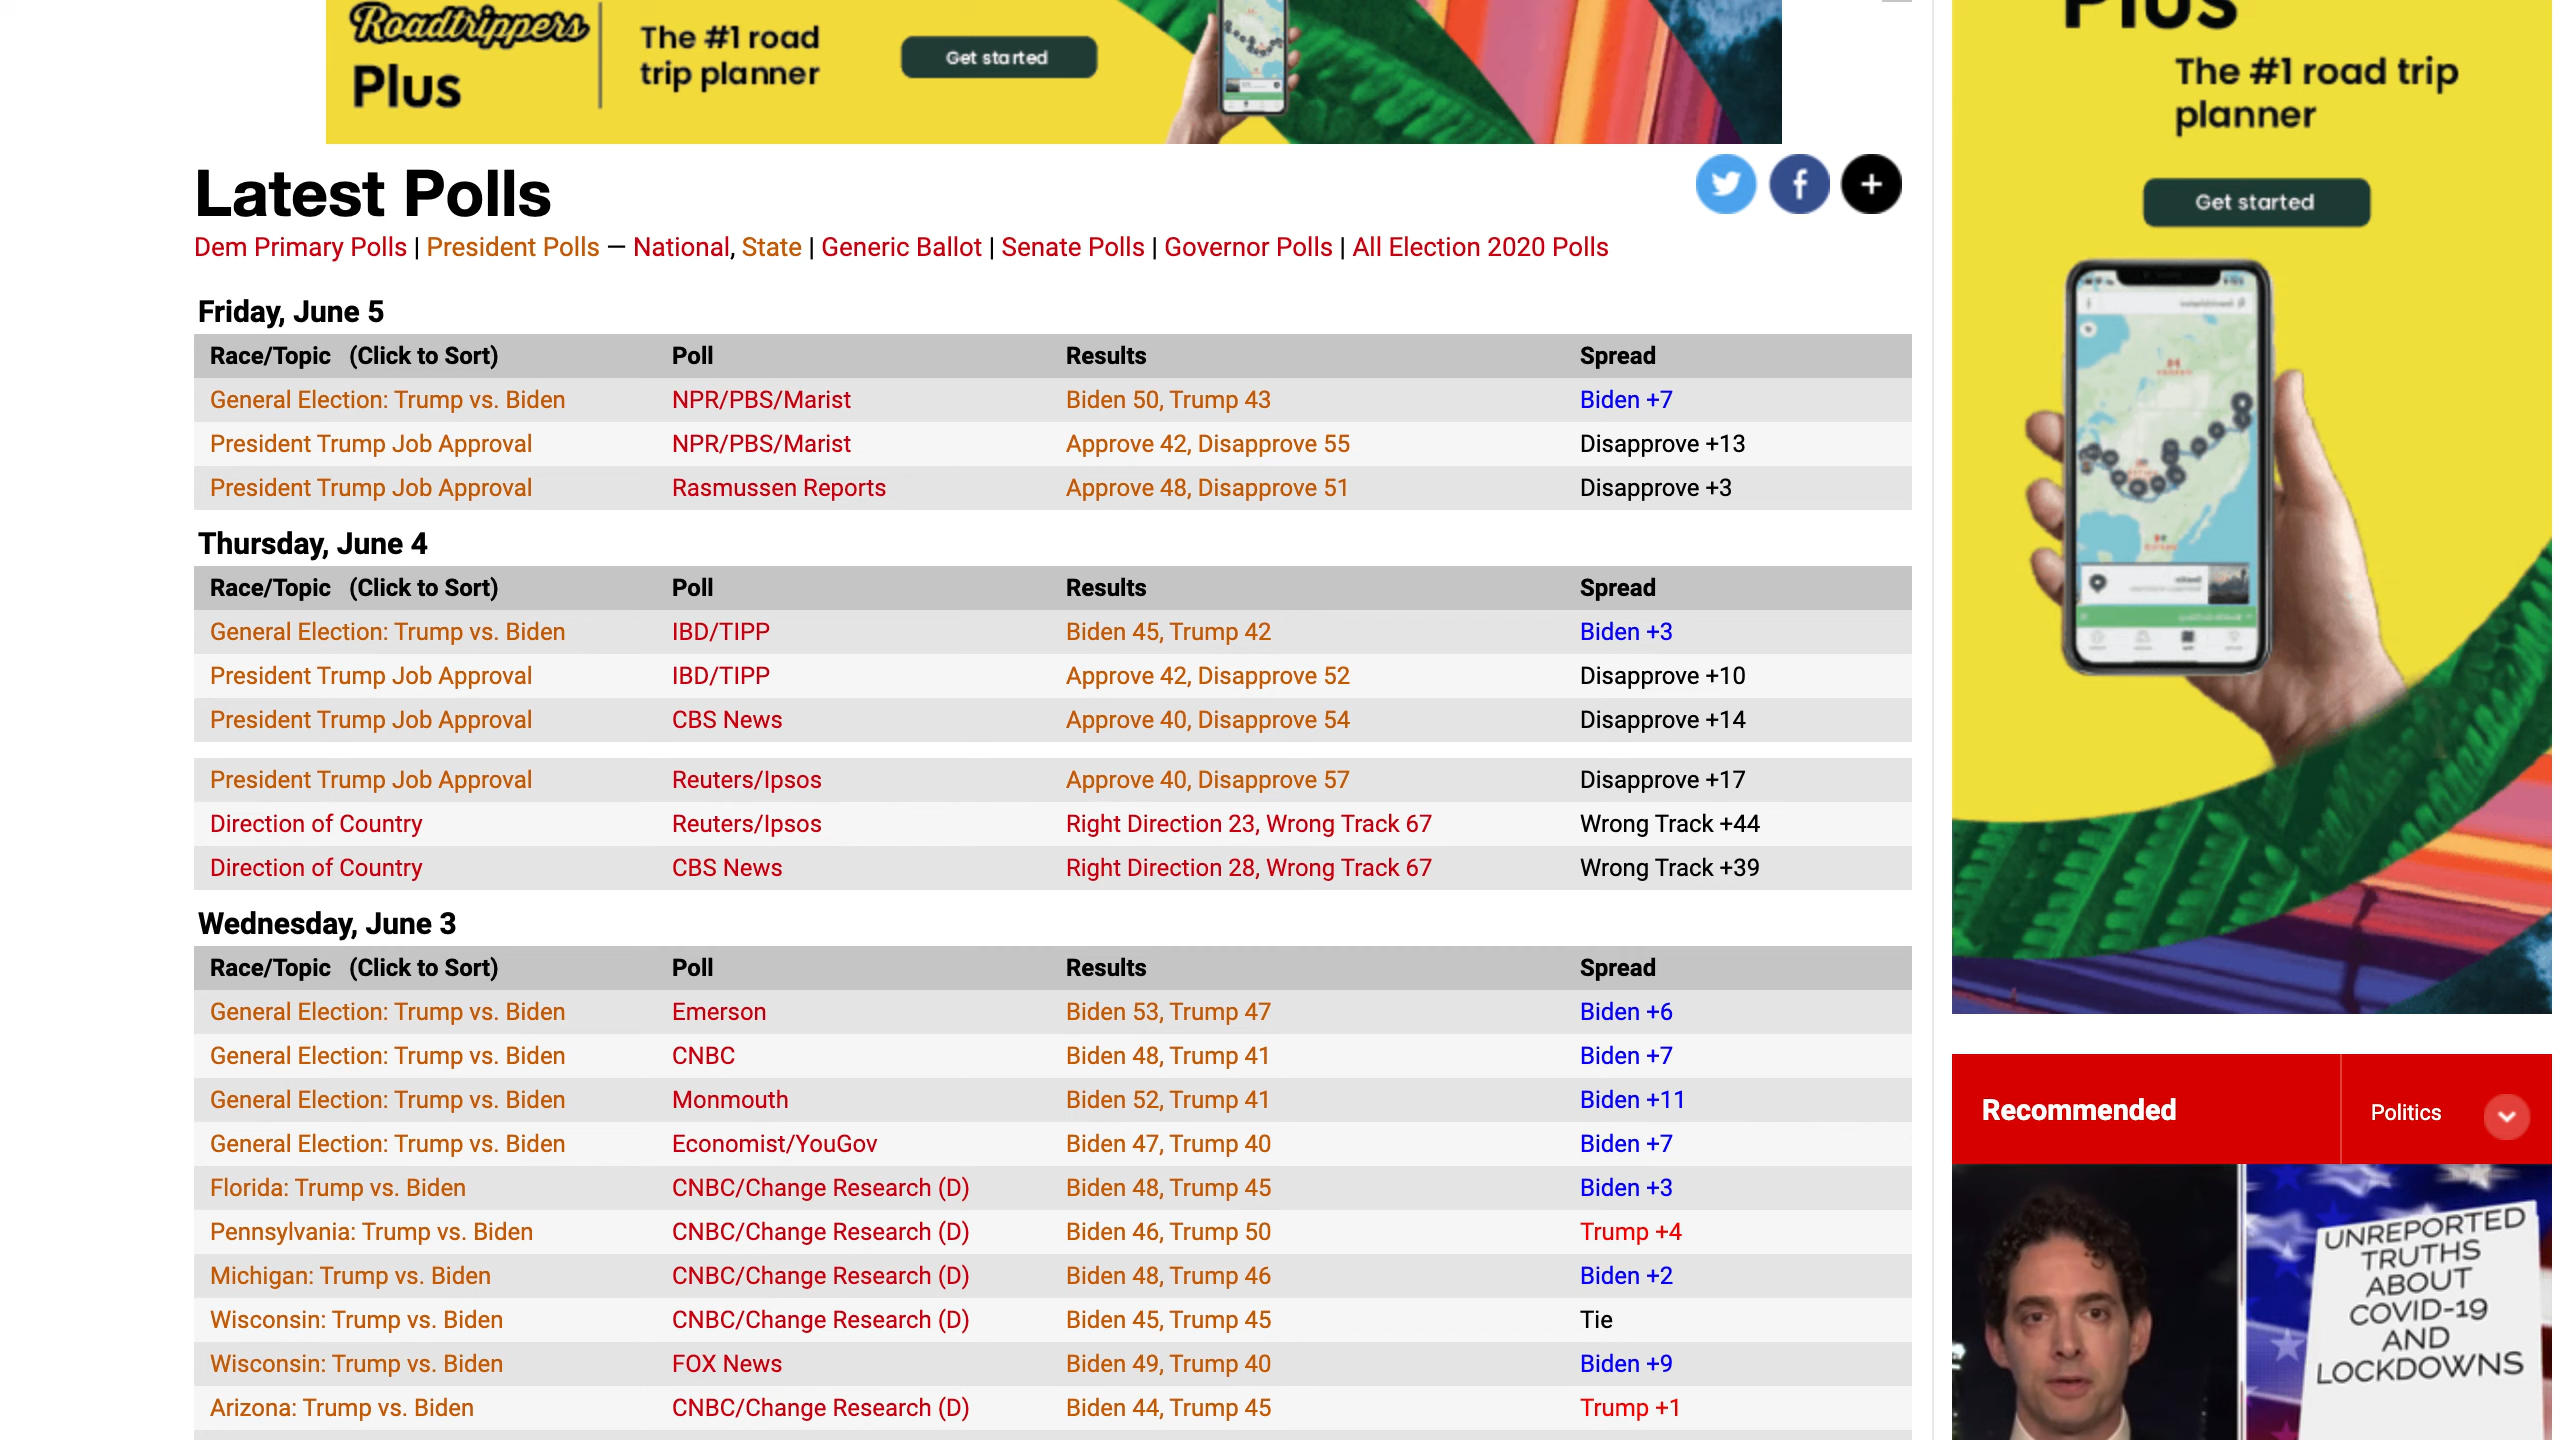 Roadtrippers
Plus
The #1 road
trip planner
Get started
Plus
The #1 road trip
planner
Get started
Latest Polls
Dem Primary Polls | President Polls — National, State | Generic Ballot | Senate Polls | Governor Polls | All Election 2020 Polls
Friday, June 5
Race/Topic (Click to Sort) Poll Results Spread
General Election: Trump vs. Biden NPR/PBS/Marist Biden 50, Trump 43 Biden +7
President Trump Job Approval NPR/PBS/Marist Approve 42, Disapprove 55 Disapprove +13
President Trump Job Approval Rasmussen Reports Approve 48, Disapprove 51 Disapprove +3
Thursday, June 4
Race/Topic (Click to Sort) Poll Results Spread
General Election: Trump vs. Biden IBD/TIPP Biden 45, Trump 42 Biden +3
President Trump Job Approval IBD/TIPP Approve 42, Disapprove 52 Disapprove +10
President Trump Job Approval CBS News Approve 40, Disapprove 54 Disapprove +14
President Trump Job Approval Reuters/Ipsos Approve 40, Disapprove 57 Disapprove +17
Direction of Country Reuters/Ipsos Right Direction 23, Wrong Track 67 Wrong Track +44
Direction of Country CBS News Right Direction 28, Wrong Track 67 Wrong Track +39
Wednesday, June 3
Race/Topic (Click to Sort) Poll Results Spread
General Election: Trump vs. Biden Emerson Biden 53, Trump 47 Biden +6
General Election: Trump vs. Biden CNBC Biden 48, Trump 41 Biden +7
General Election: Trump vs. Biden Monmouth Biden 52, Trump 41 Biden +11
General Election: Trump vs. Biden Economist/YouGov Biden 47, Trump 40 Biden +7
Florida: Trump vs. Biden CNBC/Change Research (D) Biden 48, Trump 45 Biden +3
Pennsylvania: Trump vs. Biden CNBC/Change Research (D) Biden 46, Trump 50 Trump +4
Michigan: Trump vs. Biden CNBC/Change Research (D) Biden 48, Trump 46 Biden +2
Wisconsin: Trump vs. Biden CNBC/Change Research (D) Biden 45, Trump 45 Tie
Wisconsin: Trump vs. Biden FOX News Biden 49, Trump 40 Biden +9
Arizona: Trump vs. Biden CNBC/Change Research (D) Biden 44, Trump 45 Trump +1
Recommended
Politics
UNREPORTED
TRUTHS
ABOUT
COVID-19
AND
LOCKDOWNS